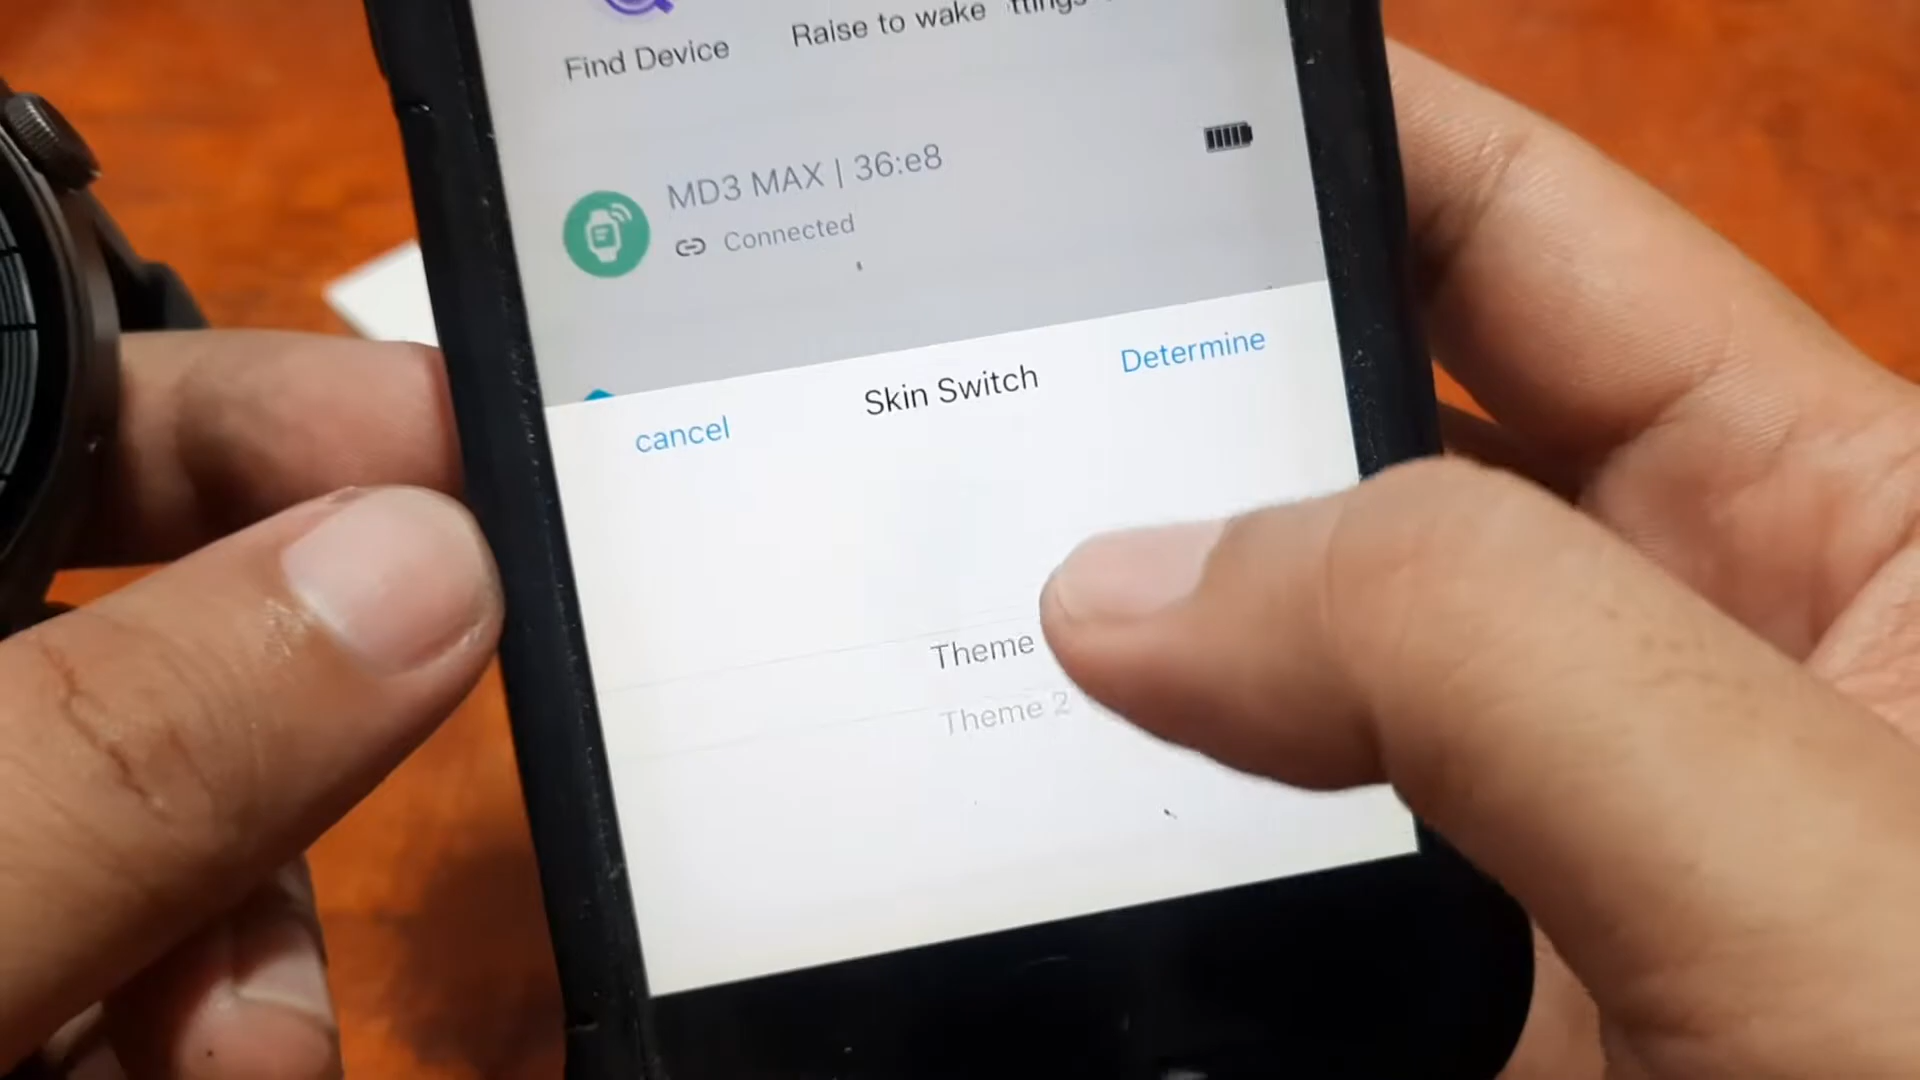 Find Device
Raise to wake
MD3 MAX | 36:e8
Connected
cancel
Skin Switch
Determine
Theme
Theme 2